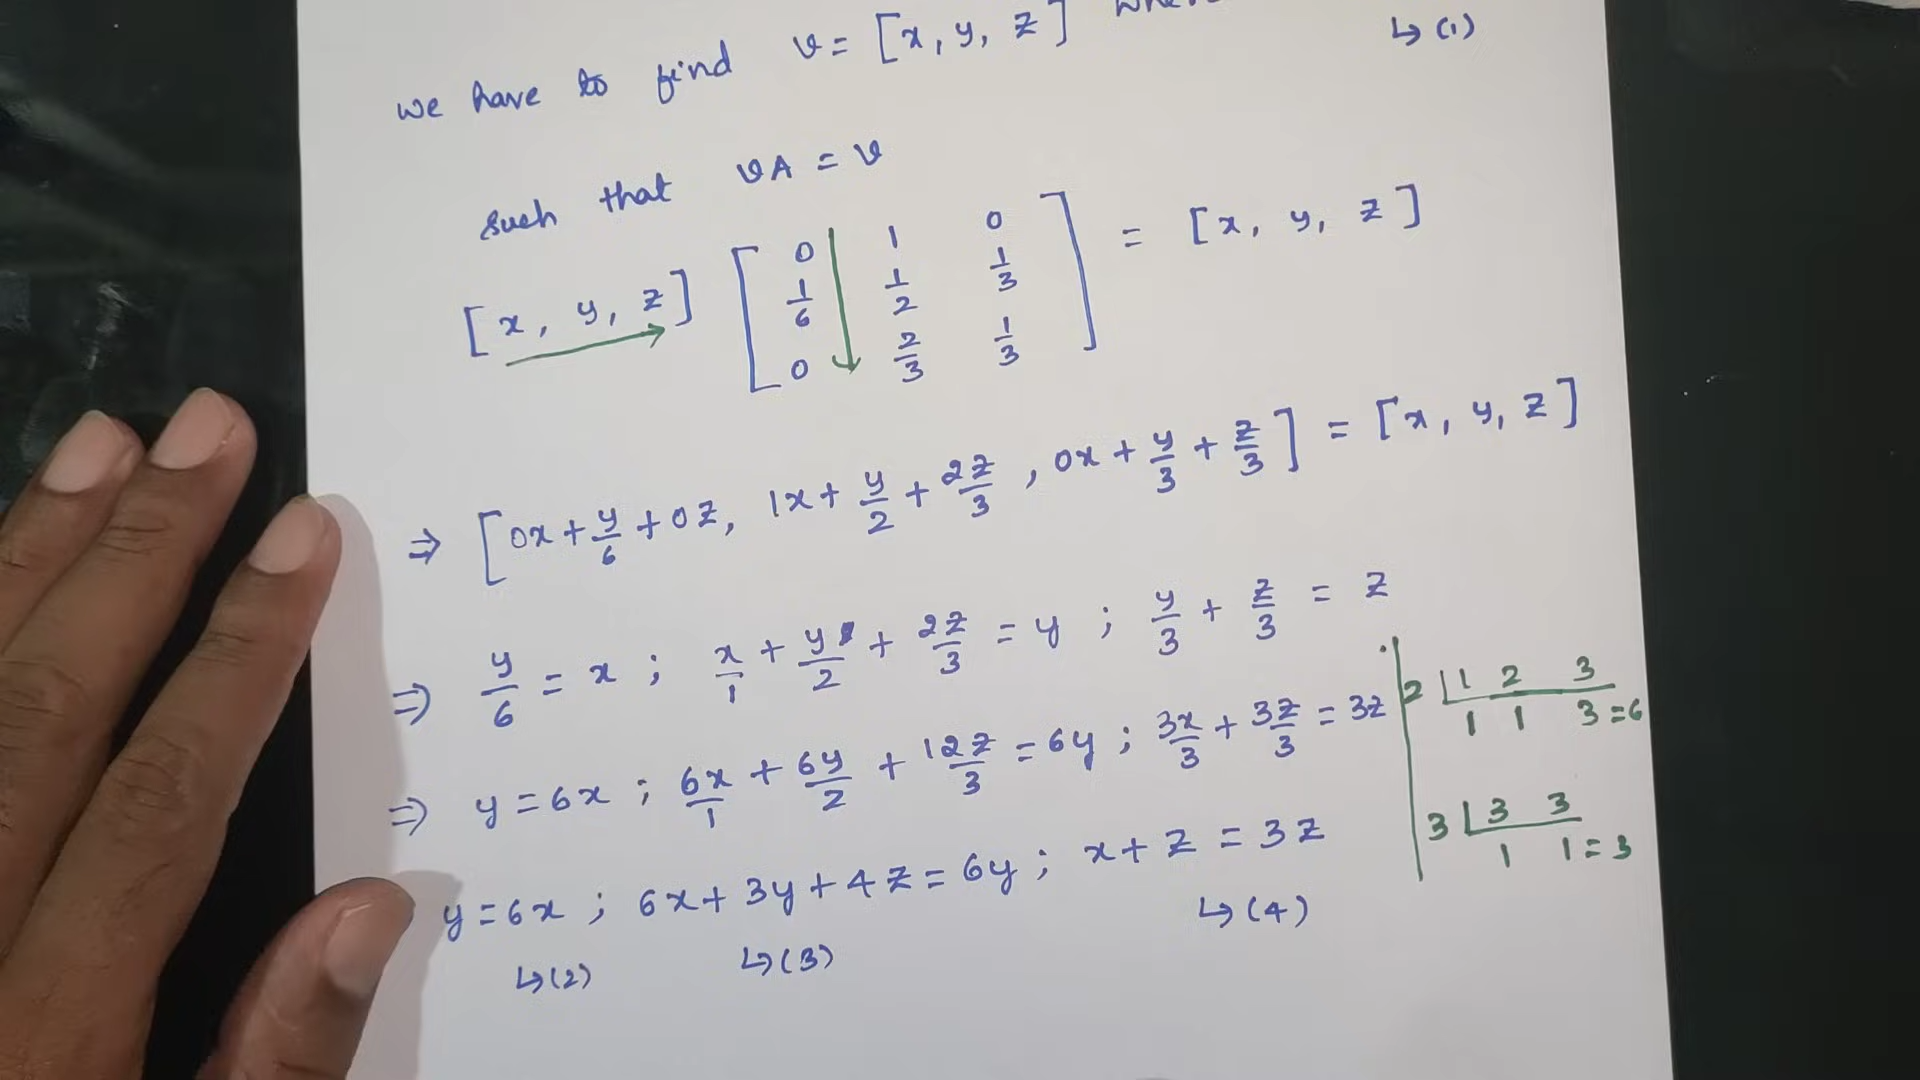 we have to find v = [x, y, z] ↳(1)
such that vA = v
[x, y, z] [0 1 0
1/6 1/2 1/3
0 2/3 1/3] = [x, y, z]
⇒ [0x + y/6 + 0z, 1x + y/2 + 2z/3, 0x + y/3 + z/3] = [x, y, z]
⇒ y/6 = x ; x/1 + y/2 + 2z/3 = y ; y/3 + z/3 = z
⇒ y = 6x ; 6x/1 + 6y/2 + 12z/3 = 6y ; 3x/3 + 3z/3 = 3z
y = 6x ; 6x + 3y + 4z = 6y ; x + z = 3z
↳(2) ↳(3) ↳(4)
2 | 1 2 3
1 1 3 = 6
3 | 3 3
1 1 = 3